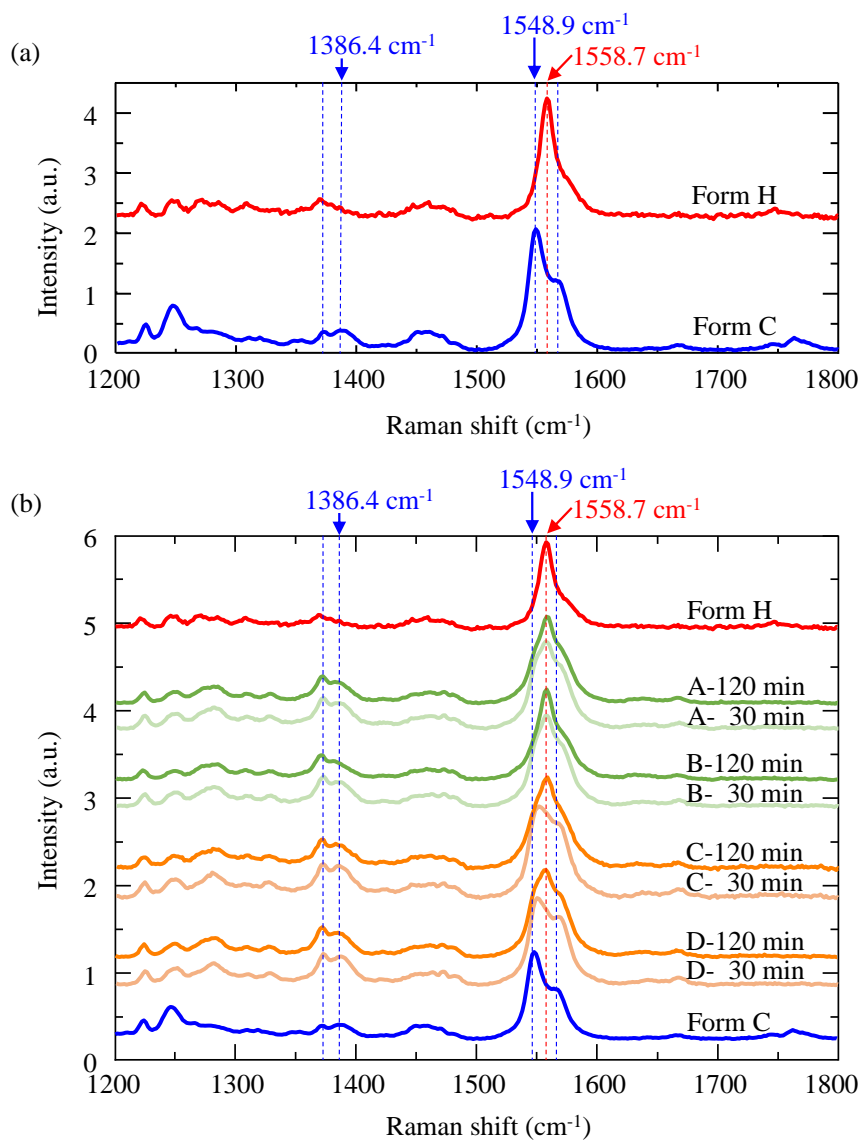 (a)
1386.4 cm⁻¹
1548.9 cm⁻¹
1558.7 cm⁻¹
4
3
2
1
0
Intensity (a.u.)
Form H
Form C
1200 1300 1400 1500 1600 1700 1800
Raman shift (cm⁻¹)
(b)
1386.4 cm⁻¹
1548.9 cm⁻¹
1558.7 cm⁻¹
6
5
4
3
2
1
0
Intensity (a.u.)
Form H
A-120 min
A- 30 min
B-120 min
B- 30 min
C-120 min
C- 30 min
D-120 min
D- 30 min
Form C
1200 1300 1400 1500 1600 1700 1800
Raman shift (cm⁻¹)